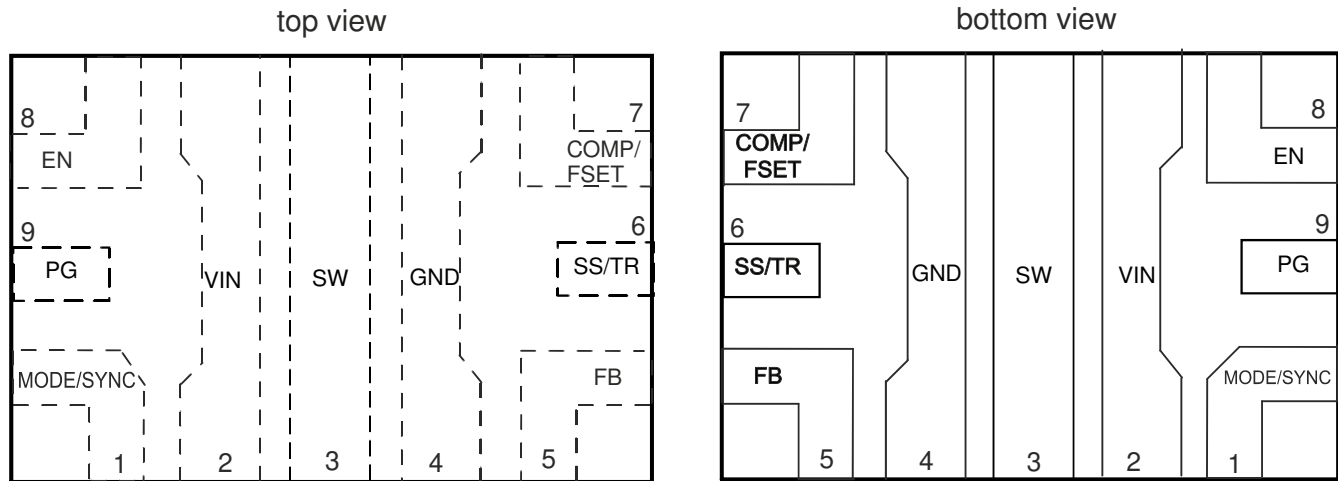 top view
8
7
EN
COMP/
FSET
9
6
PG
VIN
SW
GND
SS/TR
MODE/SYNC
FB
1
2
3
4
5
bottom view
7
8
COMP/
FSET
EN
6
9
SS/TR
GND
SW
VIN
PG
FB
MODE/SYNC
5
4
3
2
1